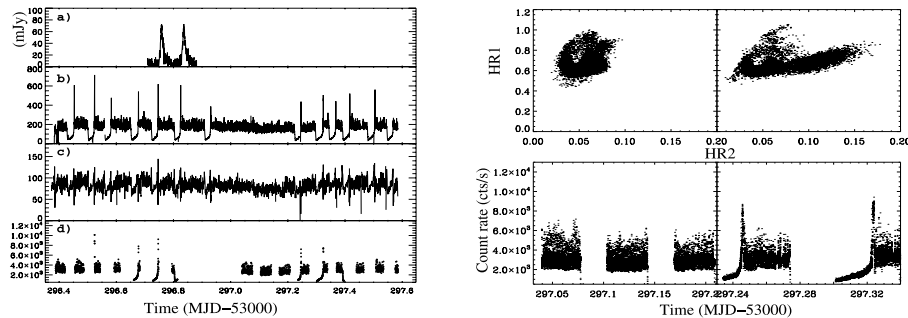 (mJy)
a)
80
60
40
20
0
b)
800
600
400
200
0
c)
150
100
50
0
d)
1.2×10⁴
1.0×10⁴
8.0×10³
6.0×10³
4.0×10³
2.0×10³
296.4 296.6 296.8 297.0 297.2 297.4 297.6
Time (MJD−53000)
HR1
1.2
1.0
0.8
0.6
0.4
0.2
0.0
0.00 0.05 0.10 0.15 0.20 0.05 0.10 0.15 0.20
HR2
Count rate (cts/s)
1.2×10⁴
1.0×10⁴
8.0×10³
6.0×10³
4.0×10³
2.0×10³
297.05 297.1 297.15 297.2 297.24 297.28 297.32
Time (MJD−53000)